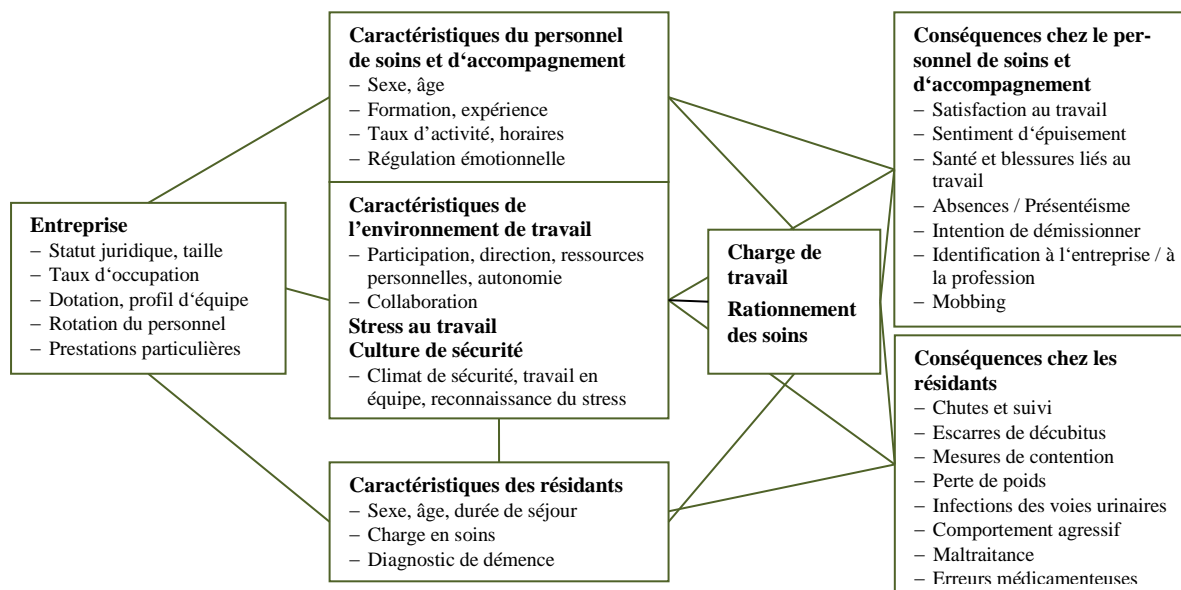 Entreprise
– Statut juridique, taille
– Taux d'occupation
– Dotation, profil d'équipe
– Rotation du personnel
– Prestations particulières
Caractéristiques du personnel
de soins et d'accompagnement
– Sexe, âge
– Formation, expérience
– Taux d'activité, horaires
– Régulation émotionnelle
Caractéristiques de
l'environnement de travail
– Participation, direction, ressources
personnelles, autonomie
– Collaboration
Stress au travail
Culture de sécurité
– Climat de sécurité, travail en
équipe, reconnaissance du stress
Caractéristiques des résidants
– Sexe, âge, durée de séjour
– Charge en soins
– Diagnostic de démence
Charge de
travail
Rationnement
des soins
Conséquences chez le per-
sonnel de soins et
d'accompagnement
– Satisfaction au travail
– Sentiment d'épuisement
– Santé et blessures liés au
travail
– Absences / Présentéisme
– Intention de démissionner
– Identification à l'entreprise / à
la profession
– Mobbing
Conséquences chez les
résidants
– Chutes et suivi
– Escarres de décubitus
– Mesures de contention
– Perte de poids
– Infections des voies urinaires
– Comportement agressif
– Maltraitance
– Erreurs médicamenteuses